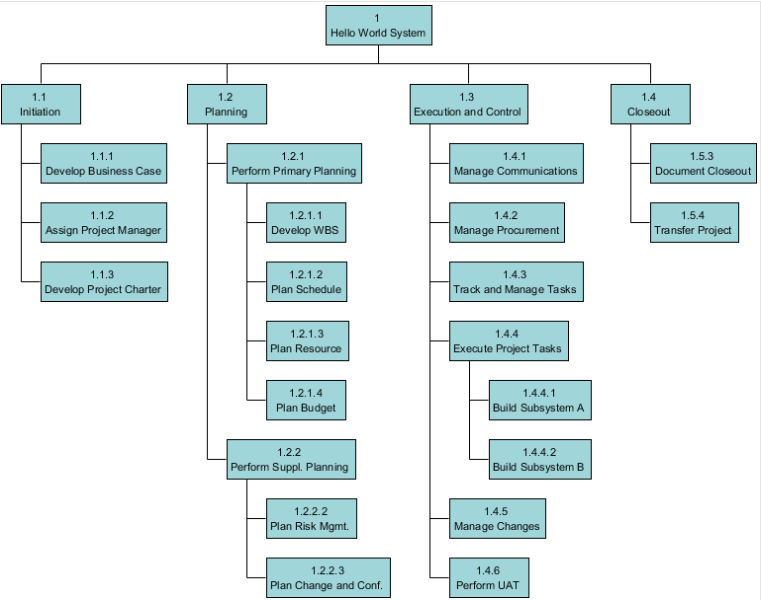 1
Hello World System
1.1
Initiation
1.1.1
Develop Business Case
1.1.2
Assign Project Manager
1.1.3
Develop Project Charter
1.2
Planning
1.2.1
Perform Primary Planning
1.2.1.1
Develop WBS
1.2.1.2
Plan Schedule
1.2.1.3
Plan Resource
1.2.1.4
Plan Budget
1.2.2
Perform Suppl. Planning
1.2.2.2
Plan Risk Mgmt.
1.2.2.3
Plan Change and Conf.
1.3
Execution and Control
1.4.1
Manage Communications
1.4.2
Manage Procurement
1.4.3
Track and Manage Tasks
1.4.4
Execute Project Tasks
1.4.4.1
Build Subsystem A
1.4.4.2
Build Subsystem B
1.4.5
Manage Changes
1.4.6
Perform UAT
1.4
Closeout
1.5.3
Document Closeout
1.5.4
Transfer Project